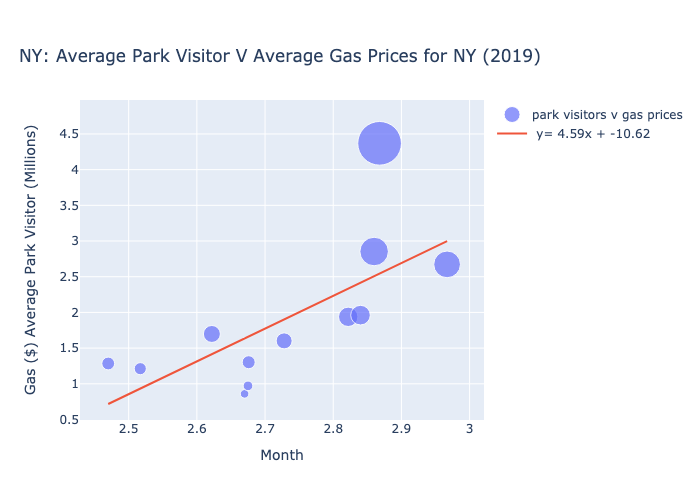 NY: Average Park Visitor V Average Gas Prices for NY (2019)
park visitors v gas prices
y= 4.59x + -10.62
Gas ($) Average Park Visitor (Millions)
4.5
4
3.5
3
2.5
2
1.5
1
0.5
2.5 2.6 2.7 2.8 2.9 3
Month